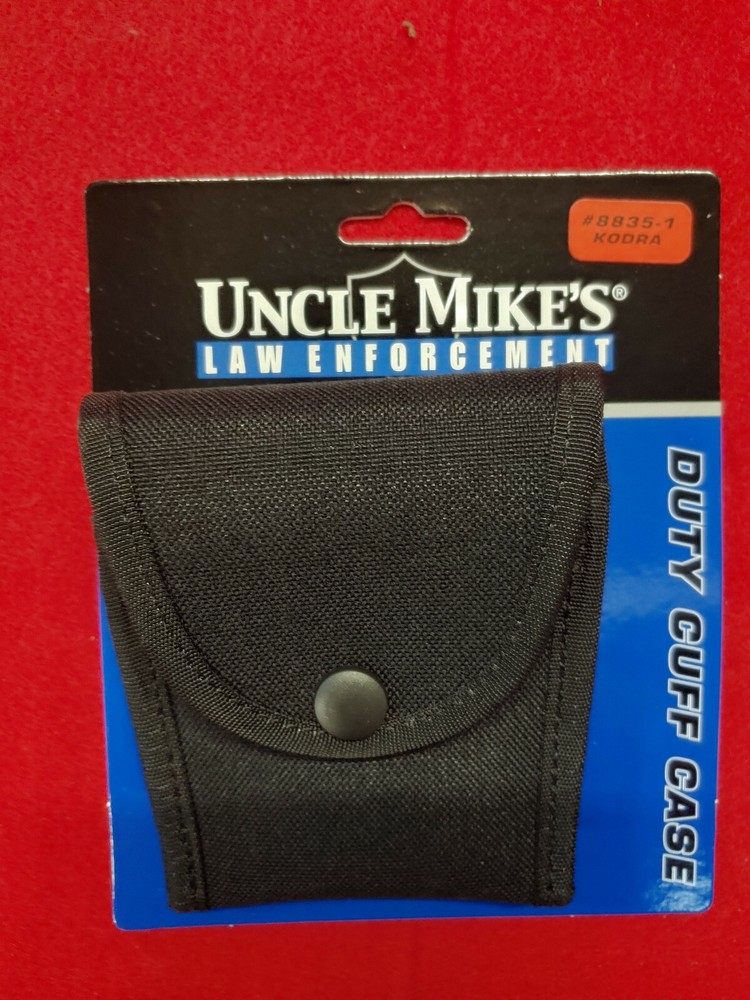 #8835-1
KODRA
UNCLE MIKE'S®
LAW ENFORCEMENT
DUTY CUFF CASE